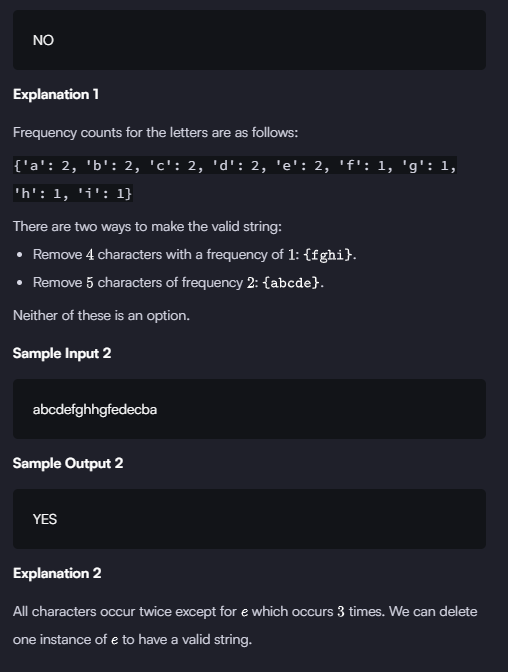 NO
Explanation 1
Frequency counts for the letters are as follows:
{'a': 2, 'b': 2, 'c': 2, 'd': 2, 'e': 2, 'f': 1, 'g': 1,
'h': 1, 'i': 1}
There are two ways to make the valid string:
• Remove 4 characters with a frequency of 1: {fghi}.
• Remove 5 characters of frequency 2: {abcde}.
Neither of these is an option.
Sample Input 2
abcdefghhgfedecba
Sample Output 2
YES
Explanation 2
All characters occur twice except for e which occurs 3 times. We can delete
one instance of e to have a valid string.